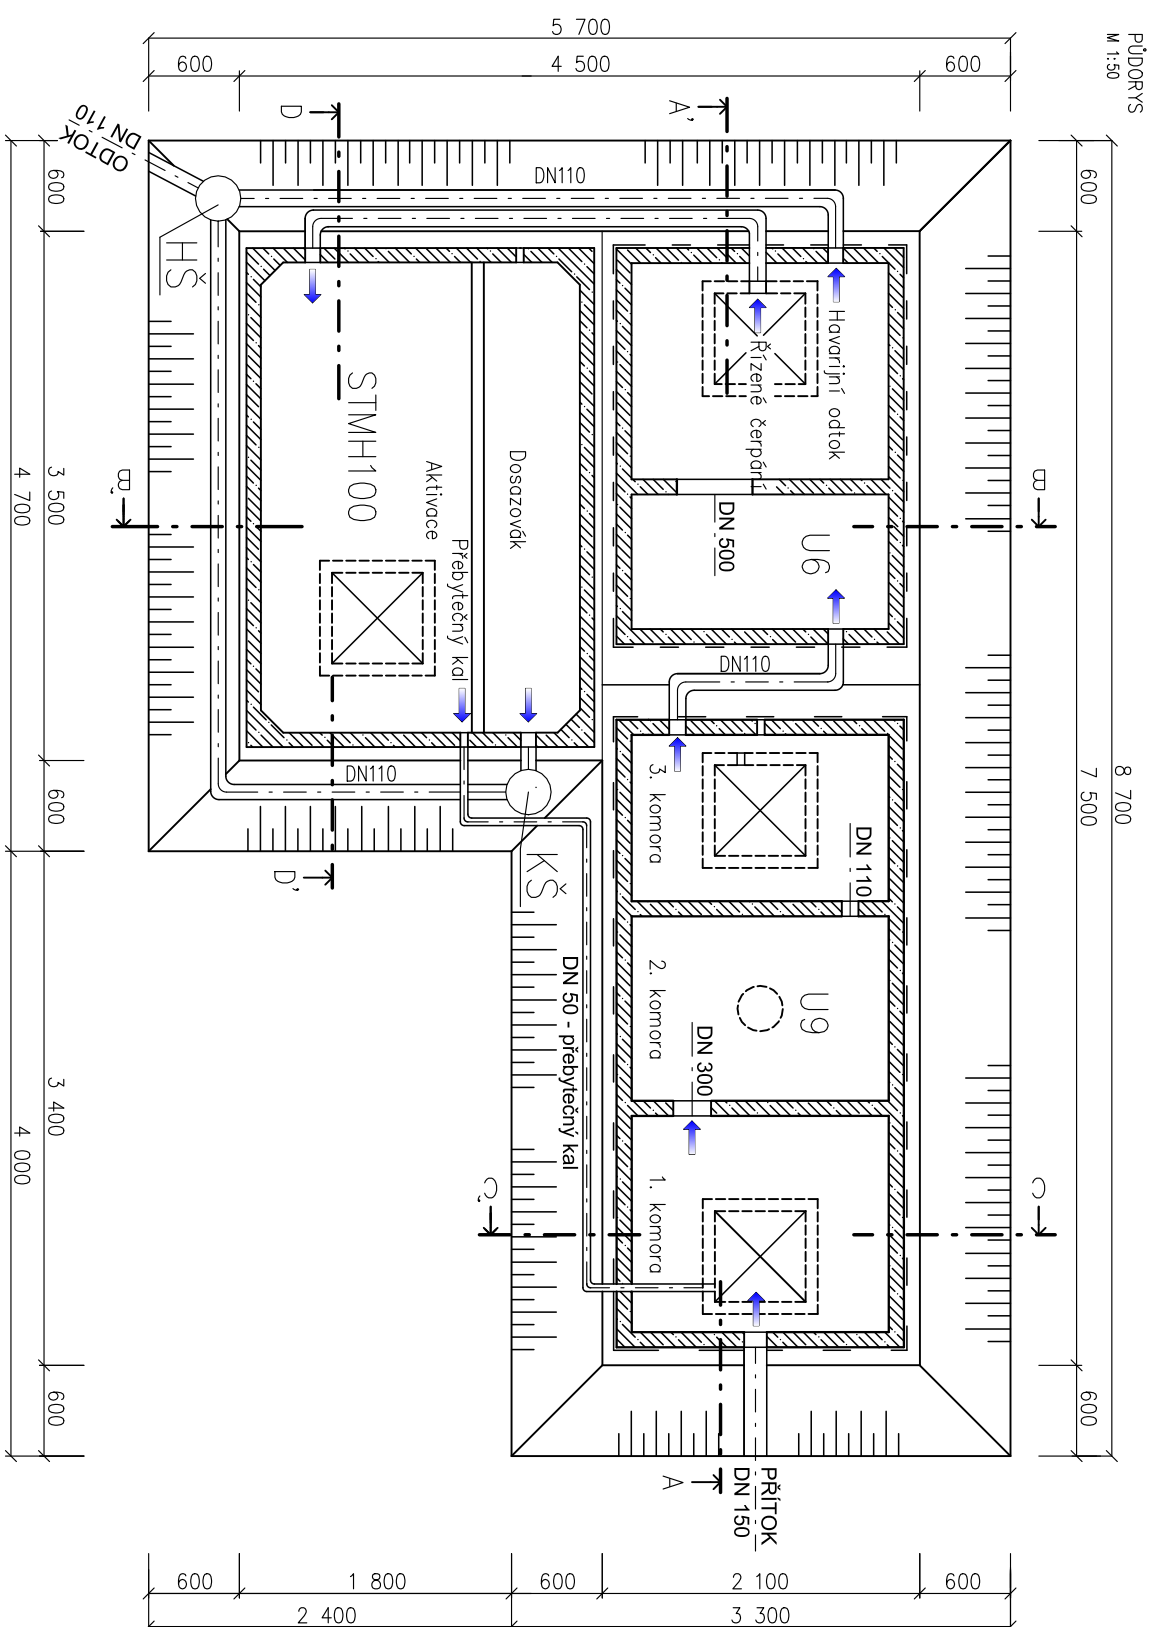 PŮDORYS
M 1:50
5 700
600
4 500
600
8 700
600
7 500
600
A'
D
ODTOK
DN 110
DN110
HŠ
Havarijní odtok
Řízené čerpání
STMH100
Aktivace
Dosazovák
Přebytečný kal
DN 500
U6
B
B'
DN110
DN110
KŠ
D'
3. komora
DN 110
2. komora
U9
DN 300
DN 50 - přebytečný kal
1. komora
C
C'
A
PŘÍTOK
DN 150
600
3 500
600
3 400
600
4 700
4 000
600
1 800
600
2 100
600
2 400
3 300